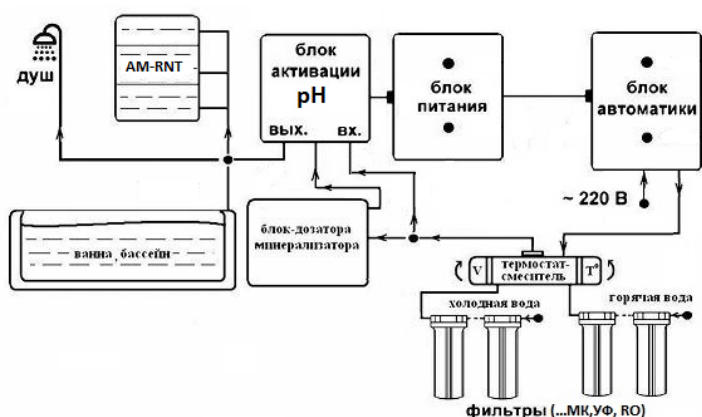 душ
AM-RNT
блок
активации
pH
вых. вх.
блок
питания
блок
автоматики
~ 220 В
блок-дозатора
минерализатора
ванна, бассейн
V
термостат-
смеситель
T°
холодная вода
горячая вода
фильтры (...МК,УФ, RO)